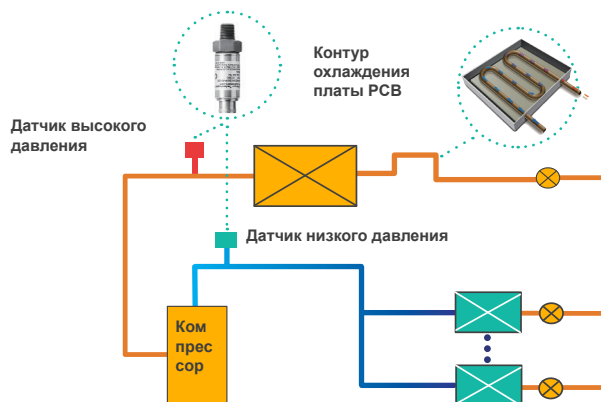 Контур
охлаждения
платы PCB
Датчик высокого
давления
Датчик низкого давления
Ком
прес
сор